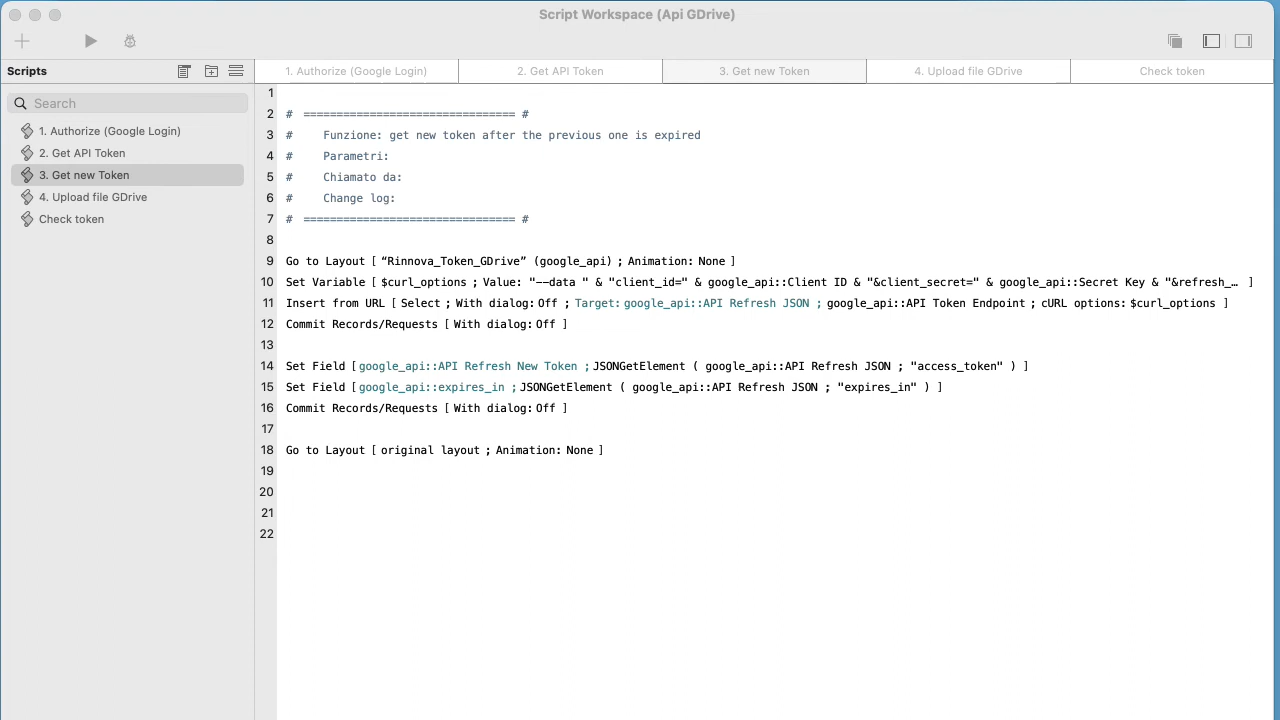 Script Workspace (Api GDrive)
Scripts
1. Authorize (Google Login)
2. Get API Token
3. Get new Token
4. Upload file GDrive
Check token
Search
1. Authorize (Google Login)
2. Get API Token
3. Get new Token
4. Upload file GDrive
Check token
1
2 # ================================ #
3 # Funzione: get new token after the previous one is expired
4 # Parametri:
5 # Chiamato da:
6 # Change log:
7 # ================================ #
8
9 Go to Layout [ “Rinnova_Token_GDrive” (google_api) ; Animation: None ]
10 Set Variable [ $curl_options ; Value: "--data " & "client_id=" & google_api::Client ID & "&client_secret=" & google_api::Secret Key & "&refresh_… ]
11 Insert from URL [ Select ; With dialog: Off ; Target: google_api::API Refresh JSON ; google_api::API Token Endpoint ; cURL options: $curl_options ]
12 Commit Records/Requests [ With dialog: Off ]
13
14 Set Field [ google_api::API Refresh New Token ; JSONGetElement ( google_api::API Refresh JSON ; "access_token" ) ]
15 Set Field [ google_api::expires_in ; JSONGetElement ( google_api::API Refresh JSON ; "expires_in" ) ]
16 Commit Records/Requests [ With dialog: Off ]
17
18 Go to Layout [ original layout ; Animation: None ]
19
20
21
22